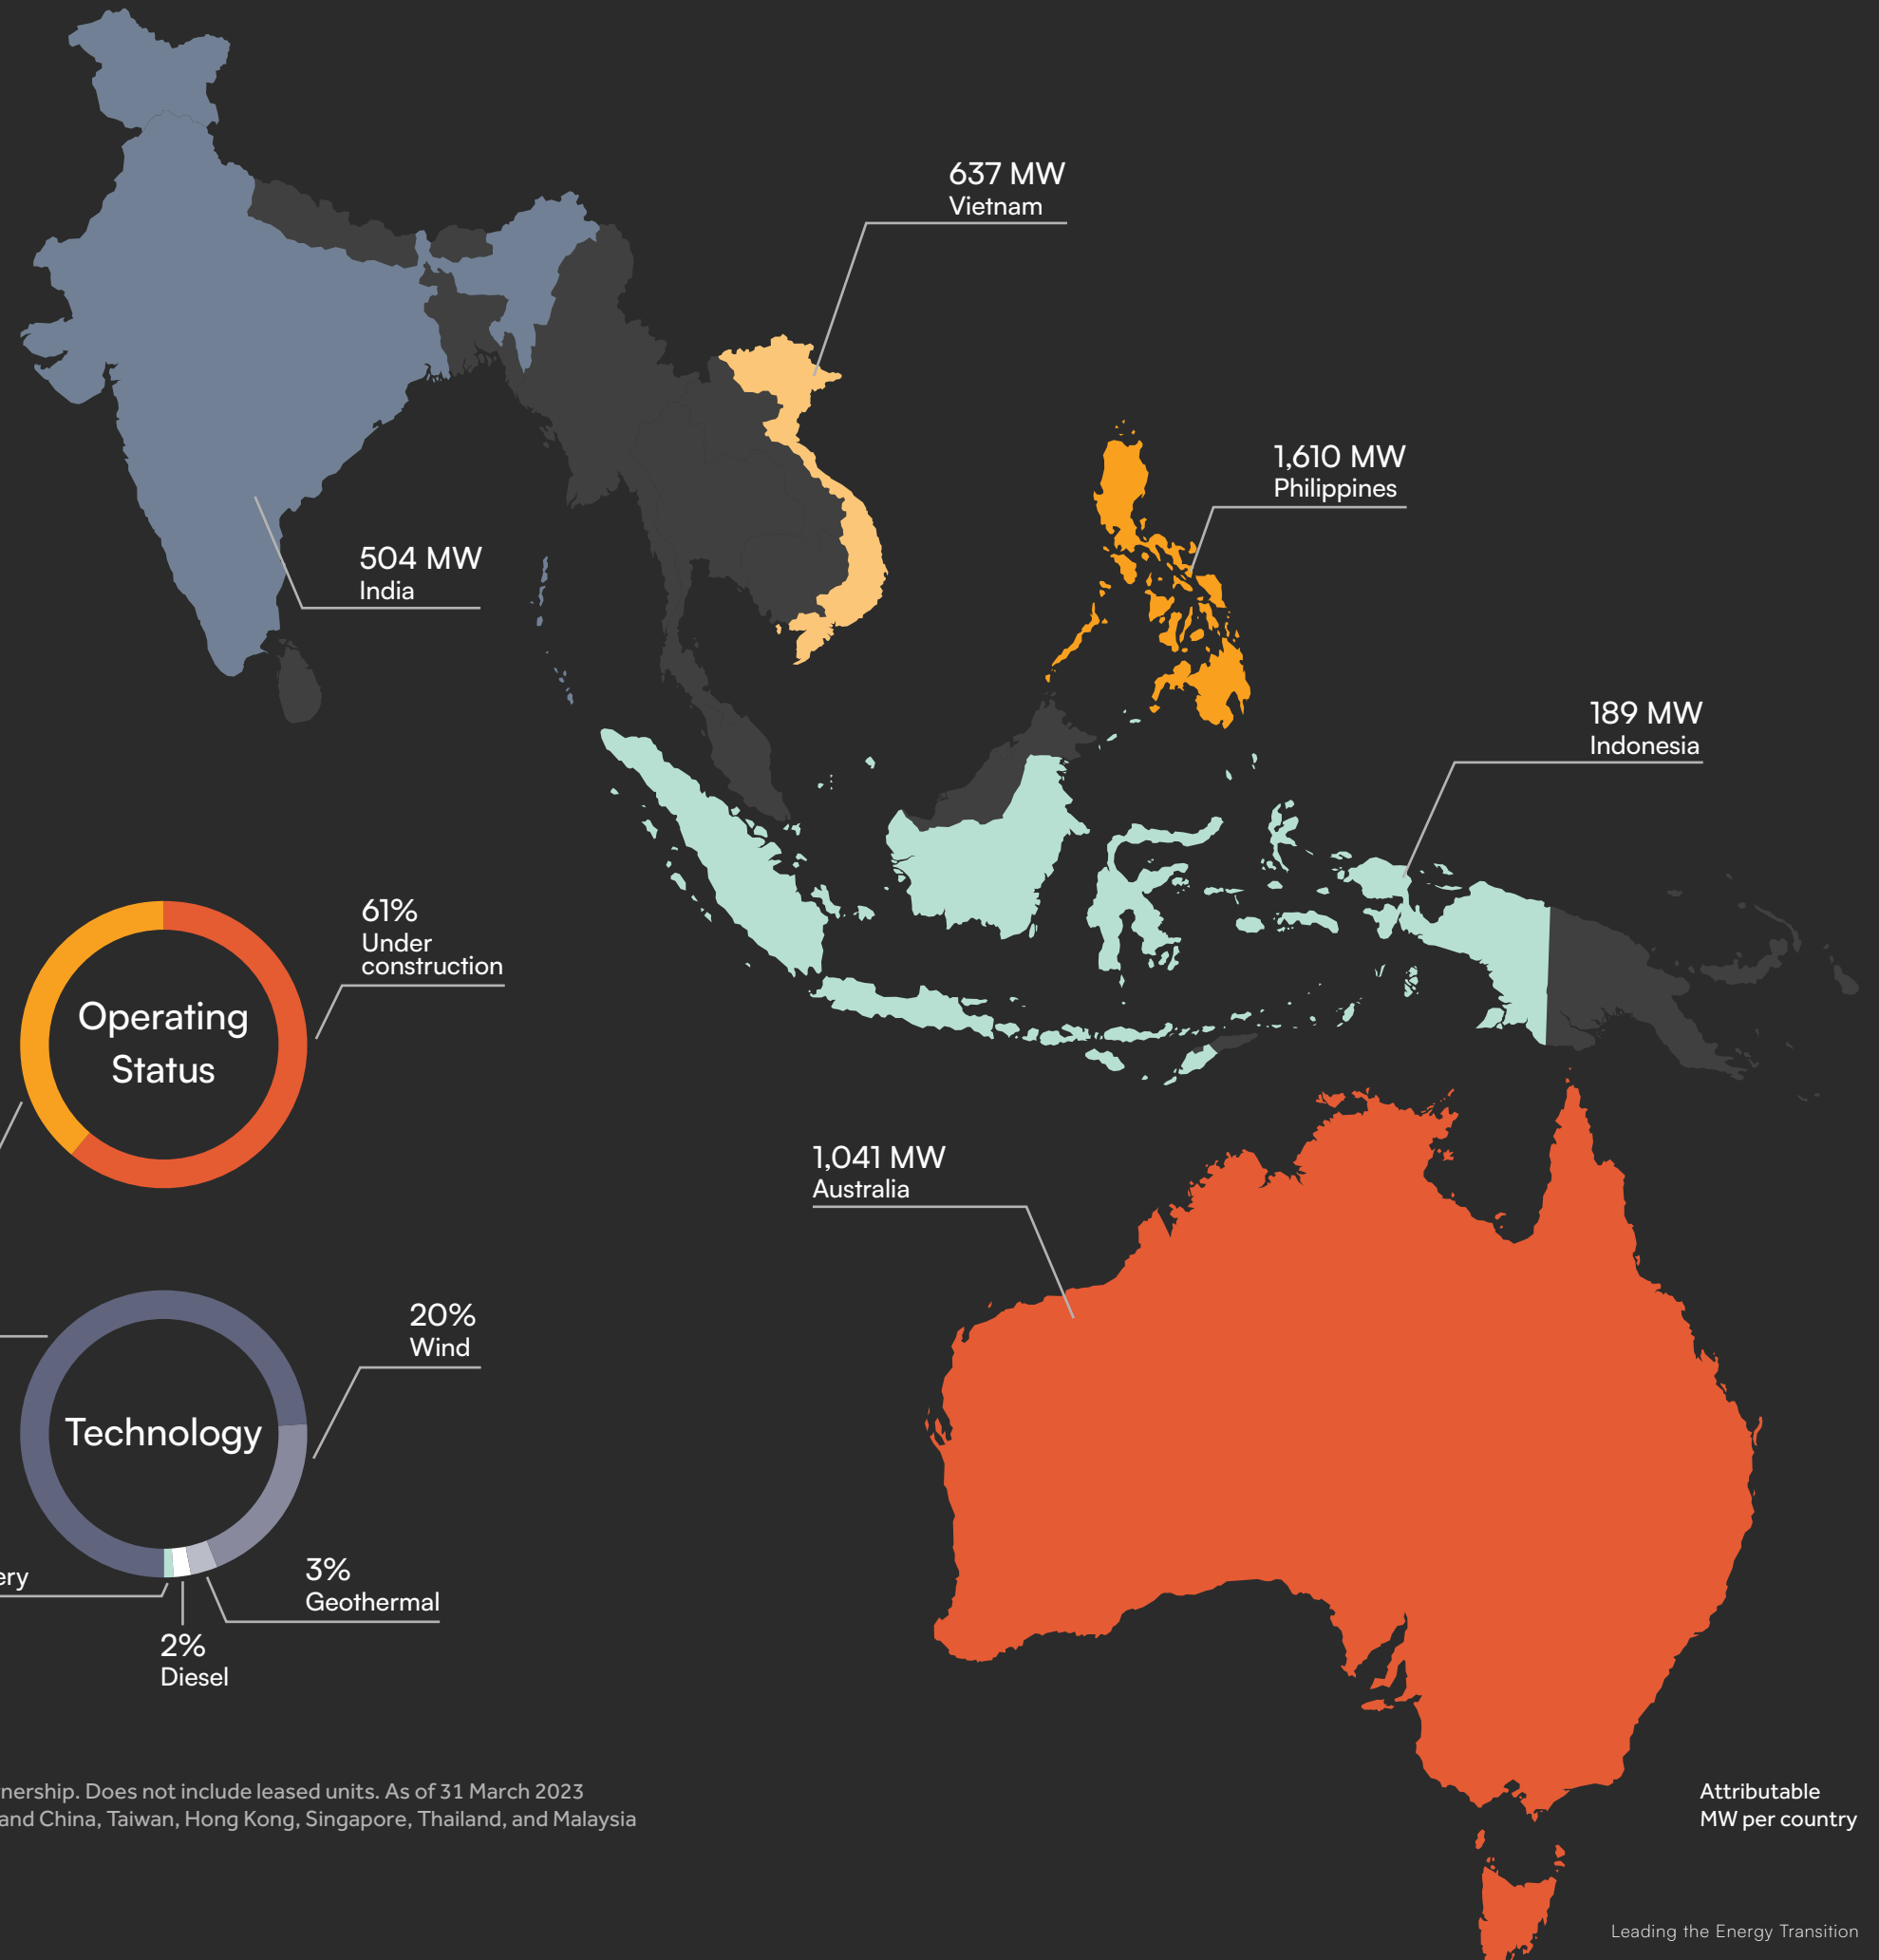 637 MW
Vietnam
1,610 MW
Philippines
504 MW
India
189 MW
Indonesia
61%
Under
construction
Operating
Status
1,041 MW
Australia
20%
Wind
Technology
ery
3%
Geothermal
2%
Diesel
nership. Does not include leased units. As of 31 March 2023
and China, Taiwan, Hong Kong, Singapore, Thailand, and Malaysia
Attributable
MW per country
Leading the Energy Transition